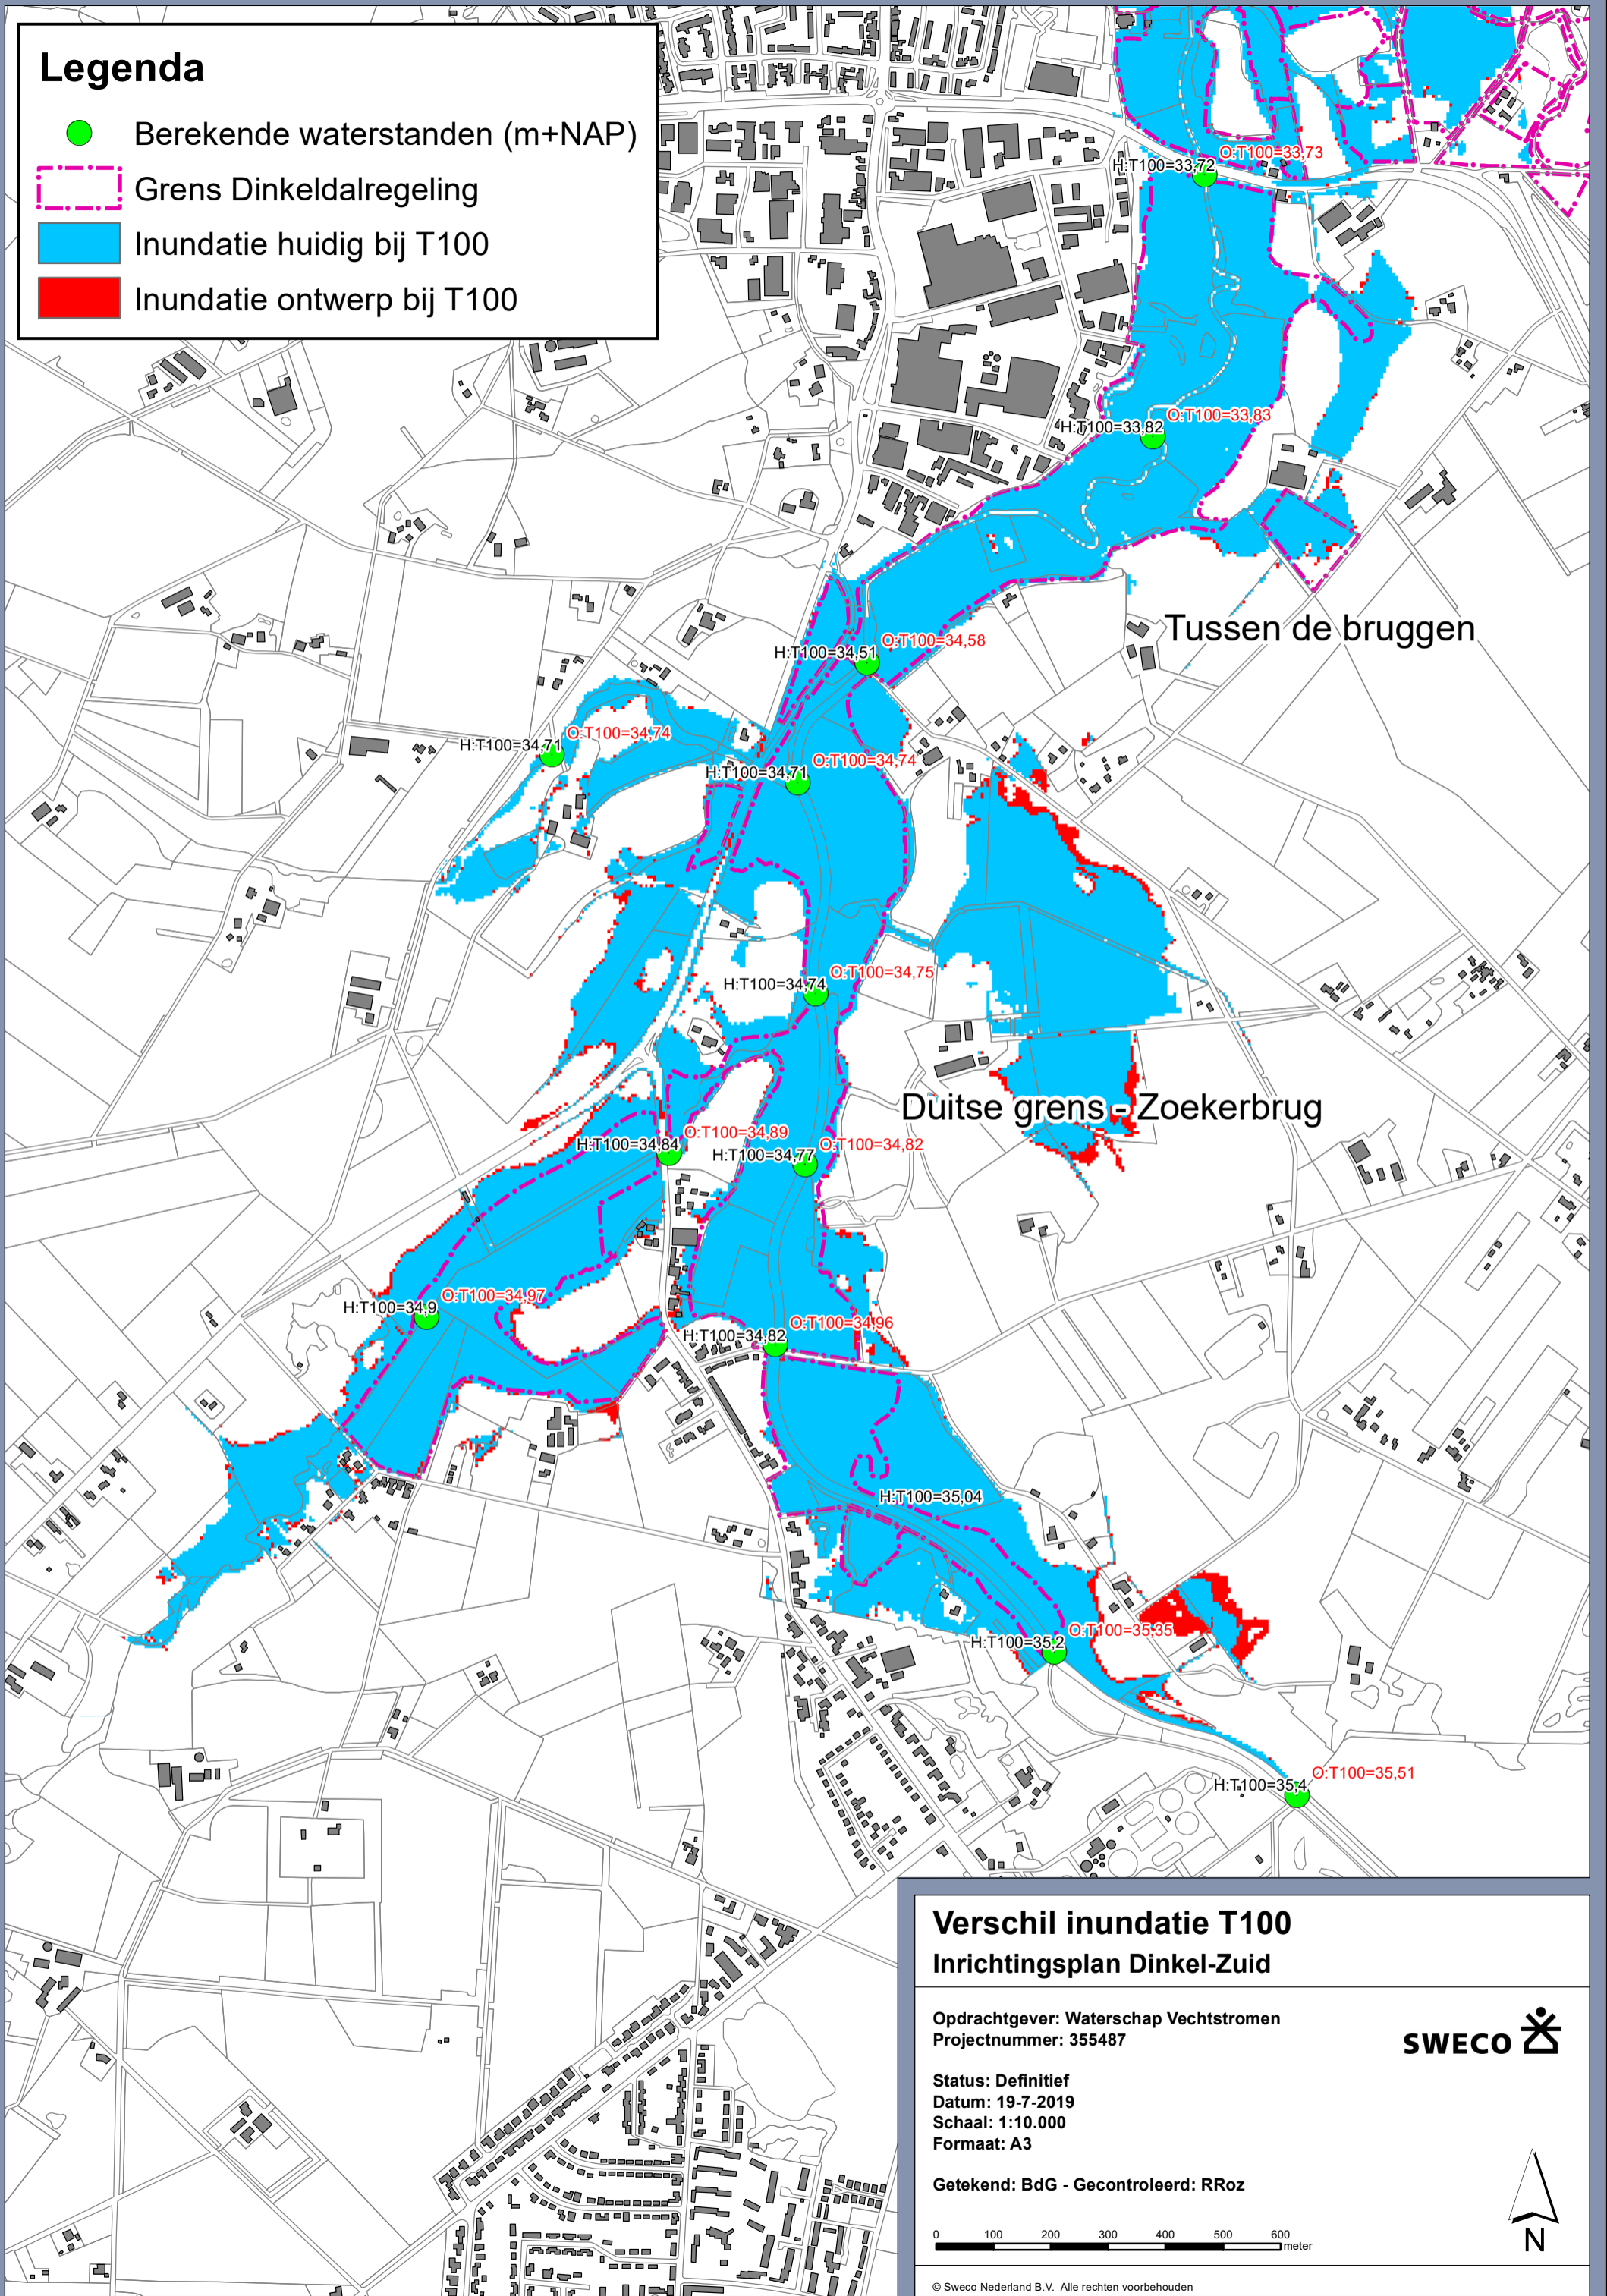 Legenda
Berekende waterstanden (m+NAP)
Grens Dinkeldalregeling
Inundatie huidig bij T100
Inundatie ontwerp bij T100
O:T100=33,73
H:T100=33,72
O:T100=33,83
H:T100=33,82
Tussen de bruggen
O:T100=34,58
H:T100=34,51
O:T100=34,74
H:T100=34,71
O:T100=34,74
H:T100=34,71
O:T100=34,75
H:T100=34,74
Duitse grens - Zoekerbrug
O:T100=34,89
H:T100=34,84
O:T100=34,82
H:T100=34,77
O:T100=34,97
H:T100=34,9
O:T100=34,96
H:T100=34,82
H:T100=35,04
O:T100=35,35
H:T100=35,2
O:T100=35,51
H:T100=35,4
Verschil inundatie T100
Inrichtingsplan Dinkel-Zuid
Opdrachtgever: Waterschap Vechtstromen
Projectnummer: 355487
SWECO
Status: Definitief
Datum: 19-7-2019
Schaal: 1:10.000
Formaat: A3
Getekend: BdG - Gecontroleerd: RRoz
0 100 200 300 400 500 600
meter
N
© Sweco Nederland B.V. Alle rechten voorbehouden